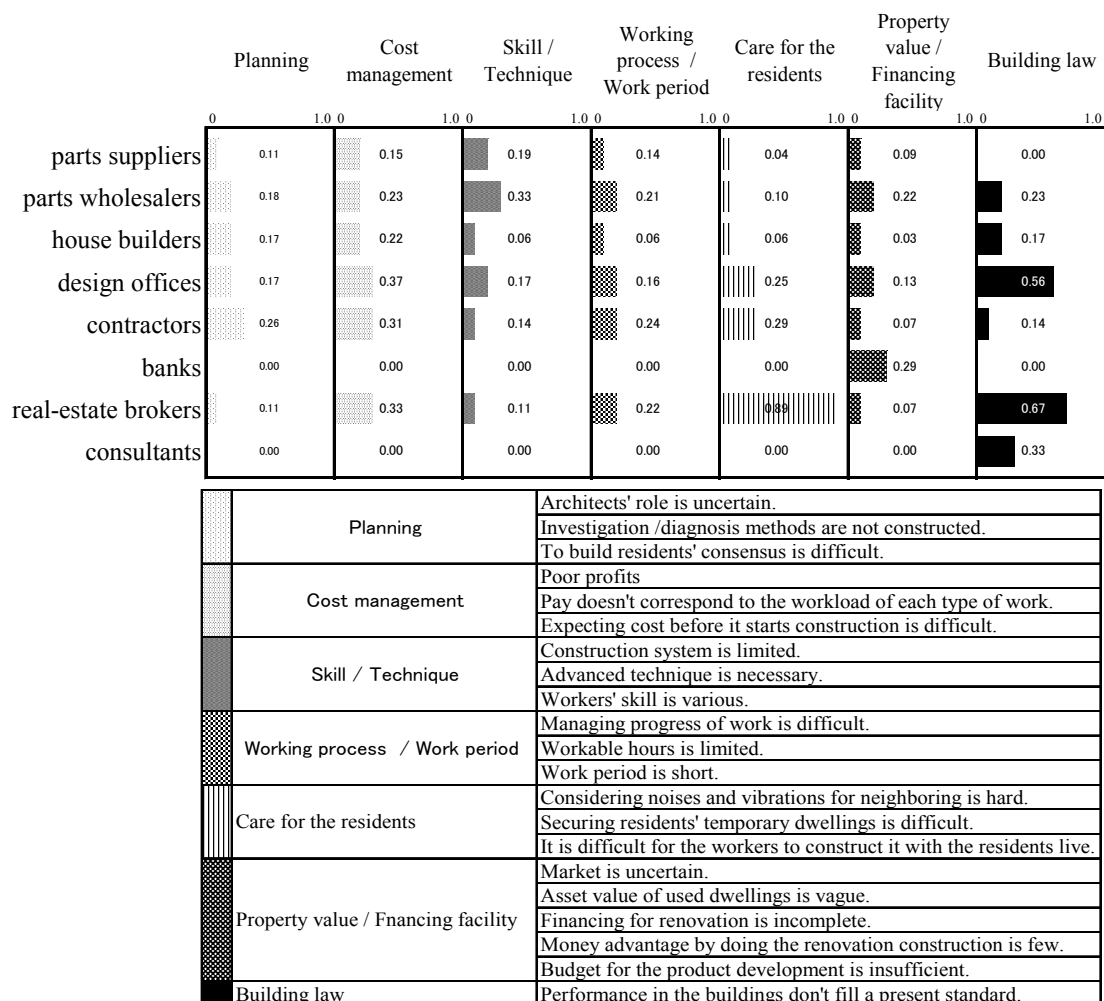 Planning
Cost
management
Skill /
Technique
Working
process /
Work period
Care for the
residents
Property
value /
Financing
facility
Building law
0 1.0 0 1.0 0 1.0 0 1.0 0 1.0 0 1.0 0 1.0
parts suppliers 0.11 0.15 0.19 0.14 0.04 0.09 0.00
parts wholesalers 0.18 0.23 0.33 0.21 0.10 0.22 0.23
house builders 0.17 0.22 0.06 0.06 0.06 0.03 0.17
design offices 0.17 0.37 0.17 0.16 0.25 0.13 0.56
contractors 0.26 0.31 0.14 0.24 0.29 0.07 0.14
banks 0.00 0.00 0.00 0.00 0.00 0.29 0.00
real-estate brokers 0.11 0.33 0.11 0.22 0.89 0.07 0.67
consultants 0.00 0.00 0.00 0.00 0.00 0.00 0.33
Planning
Architects' role is uncertain.
Investigation /diagnosis methods are not constructed.
To build residents' consensus is difficult.
Cost management
Poor profits
Pay doesn't correspond to the workload of each type of work.
Expecting cost before it starts construction is difficult.
Skill / Technique
Construction system is limited.
Advanced technique is necessary.
Workers' skill is various.
Working process / Work period
Managing progress of work is difficult.
Workable hours is limited.
Work period is short.
Care for the residents
Considering noises and vibrations for neighboring is hard.
Securing residents' temporary dwellings is difficult.
It is difficult for the workers to construct it with the residents live.
Property value / Fnancing facility
Market is uncertain.
Asset value of used dwellings is vague.
Financing for renovation is incomplete.
Money advantage by doing the renovation construction is few.
Budget for the product development is insufficient.
Building law
Performance in the buildings don't fill a present standard.